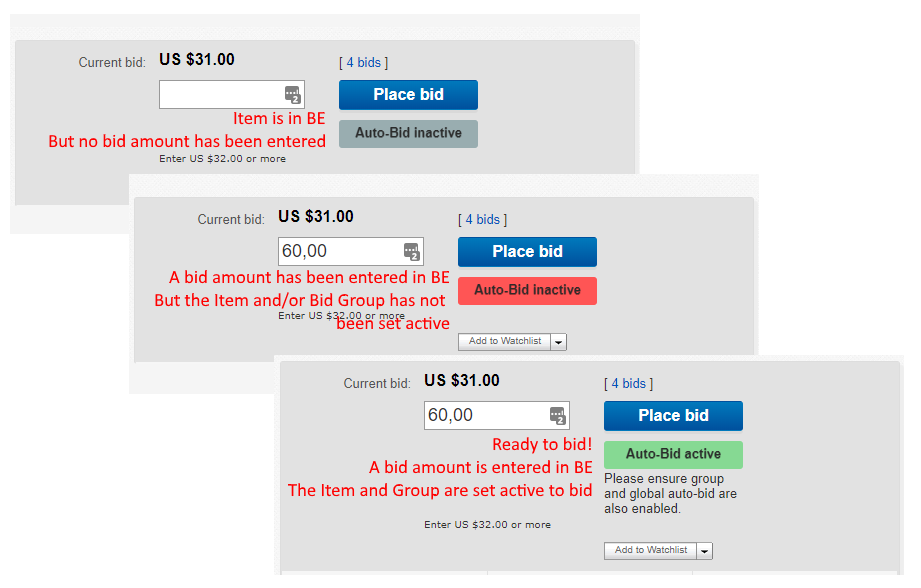 Current bid: US $31.00 [ 4 bids ]
Place bid
2
Item is in BE
Auto-Bid inactive
But no bid amount has been entered
Enter US $32.00 or more
Current bid: US $31.00 [ 4 bids ]
60,00 2 Place bid
A bid amount has been entered in BE
Auto-Bid inactive
But the Item and/or Bid Group has not
Enter US $32.00 or more
been set active
Add to Watchlist
Current bid: US $31.00 [ 4 bids ]
60,00 2 Place bid
Ready to bid!
Auto-Bid active
A bid amount is entered in BE
The Item and Group are set active to bid
Please ensure group
and global auto-bid are
also enabled.
Enter US $32.00 or more
Add to Watchlist